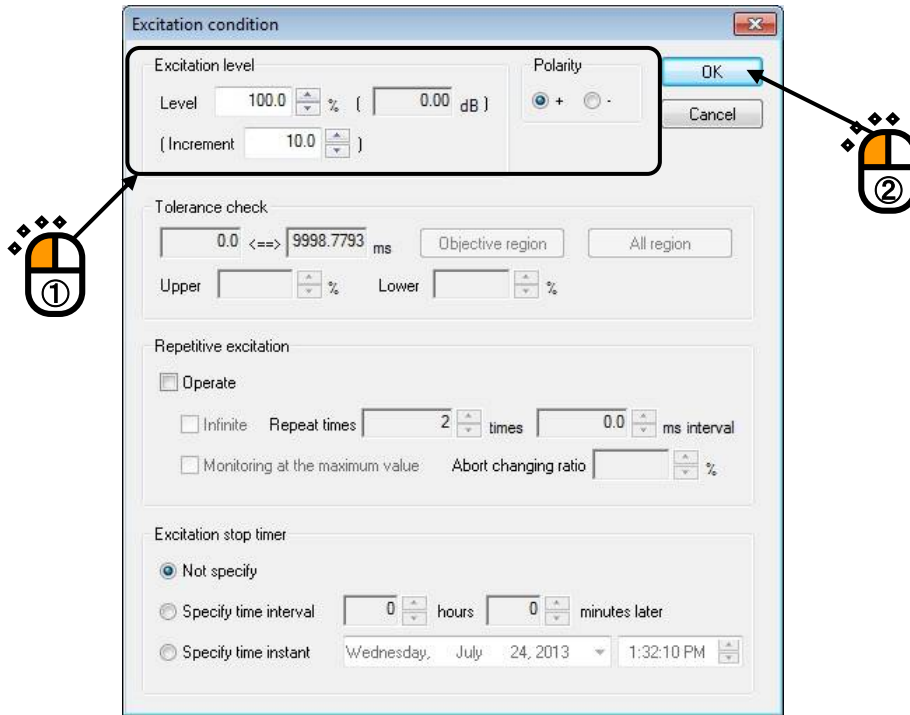 Excitation condition
Excitation level
Polarity
OK
Level 100.0 % ( 0.00 dB )
+ -
Cancel
( Increment 10.0 )
②
①
Tolerance check
0.0 <==> 9998.7793 ms Objective region All region
Upper % Lower %
Repetitive excitation
Operate
Infinite Repeat times 2 times 0.0 ms interval
Monitoring at the maximum value Abort changing ratio %
Excitation stop timer
Not specify
Specify time interval 0 hours 0 minutes later
Specify time instant Wednesday, July 24, 2013 1:32:10 PM